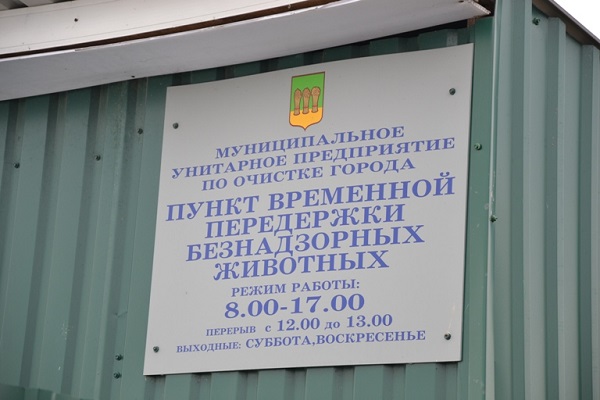 МУНИЦИПАЛЬНОЕ
УНИТАРНОЕ ПРЕДПРИЯТИЕ
ПО ОЧИСТКЕ ГОРОДА
ПУНКТ ВРЕМЕННОЙ
ПЕРЕДЕРЖКИ
БЕЗНАДЗОРНЫХ
ЖИВОТНЫХ
РЕЖИМ РАБОТЫ:
8.00-17.00
ПЕРЕРЫВ с 12.00 до 13.00
ВЫХОДНЫЕ: СУББОТА,ВОСКРЕСЕНЬЕ